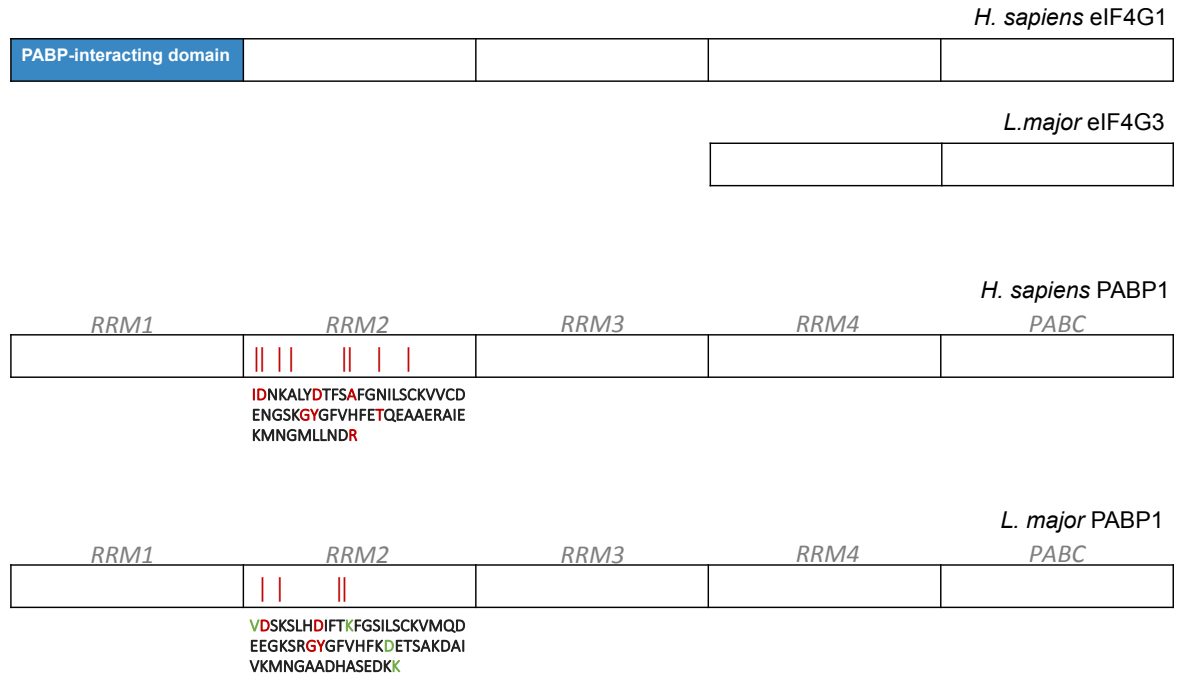 H. sapiens eIF4G1
PABP-interacting domain
L.major eIF4G3
H. sapiens PABP1
RRM1 RRM2 RRM3 RRM4 PABC
IDNKALYDTFSAFGNILSCKVVCD
ENGSKGYGFVHFETQEAAERAIE
KMNGMLLNDR
L. major PABP1
RRM1 RRM2 RRM3 RRM4 PABC
VDSKSLHDIFTKFGSILSCKVMQD
EEGKSRGYGFVHFKDETSAKDAI
VKMNGAADHASEDKK